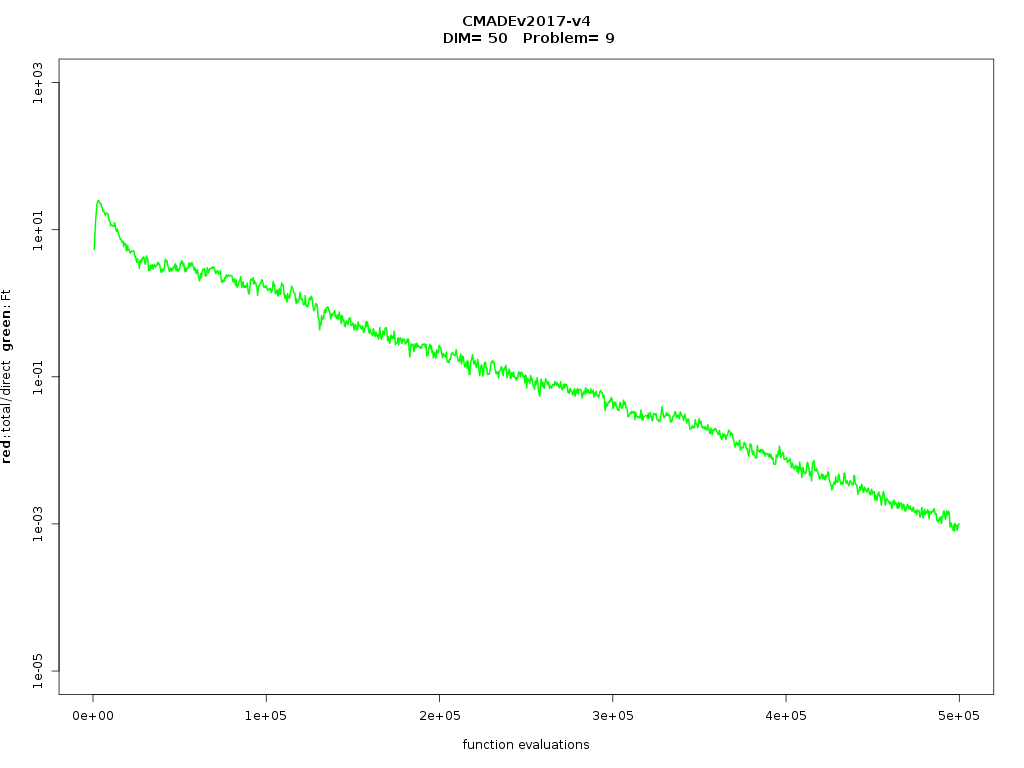 CMADEv2017-v4
DIM= 50   Problem= 9
red: total/direct  green: Ft
1e+03
1e+01
1e-01
1e-03
1e-05
0e+00
1e+05
2e+05
3e+05
4e+05
5e+05
function evaluations